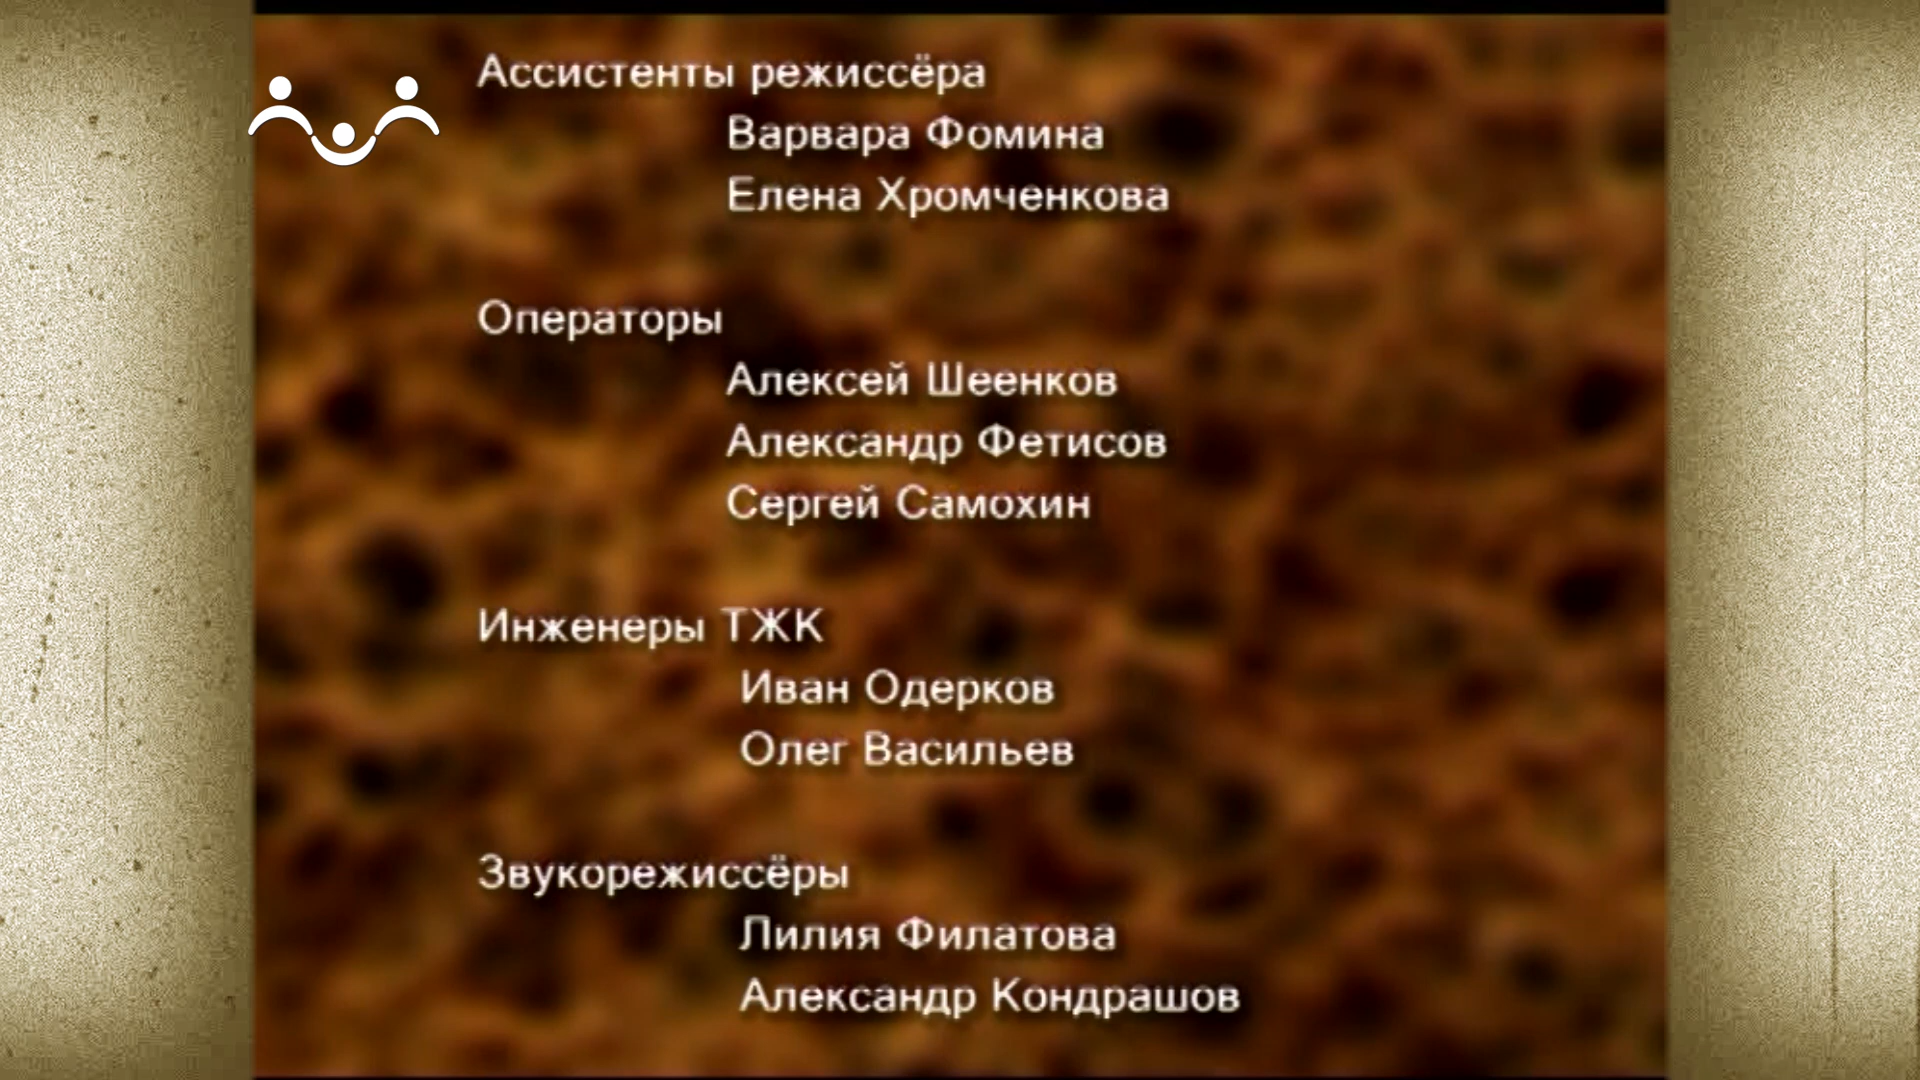 Ассистенты режиссёра
Варвара Фомина
Елена Хромченкова
Операторы
Алексей Шеенков
Александр Фетисов
Сергей Самохин
Инженеры ТЖК
Иван Одерков
Олег Васильев
Звукорежиссёры
Лилия Филатова
Александр Кондрашов